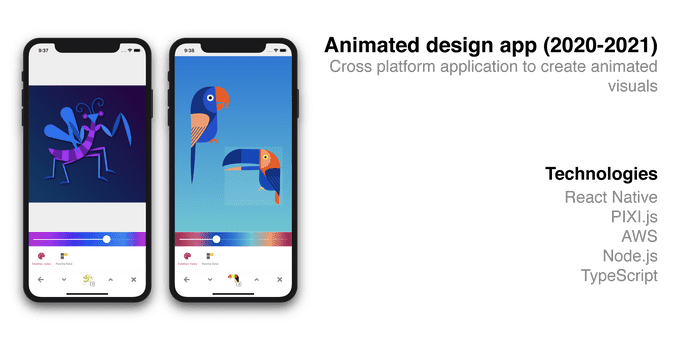 9:37
9:38
Animated design app (2020-2021)
Cross platform application to create animated
visuals
Technologies
React Native
PIXI.js
AWS
Node.js
TypeScript